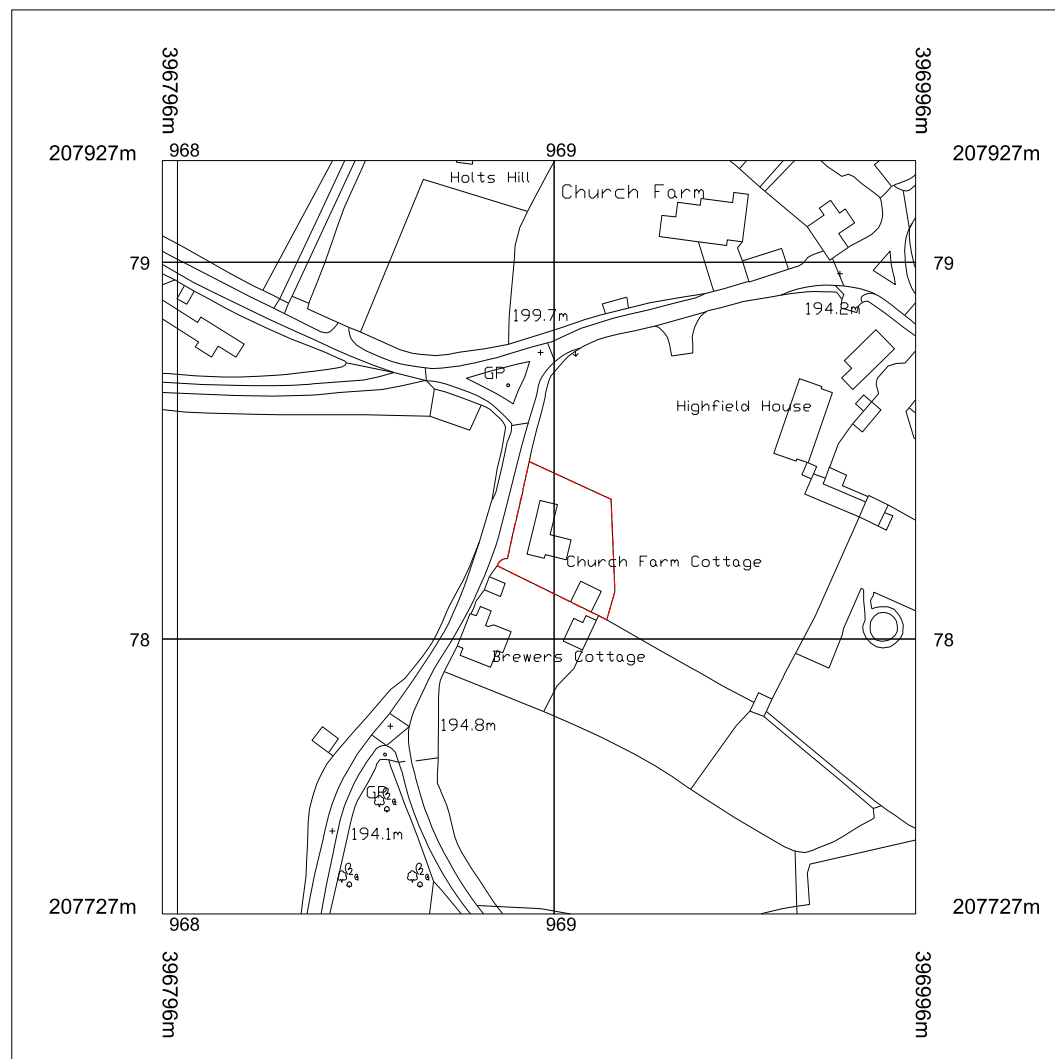 396796m
396996m
207927m
968
969
207927m
Holts Hill
Church Farm
79
79
199.7m
194.2m
GP
Highfield House
Church Farm Cottage
78
78
Brewers Cottage
194.8m
GP
194.1m
207727m
968
969
207727m
396796m
396996m